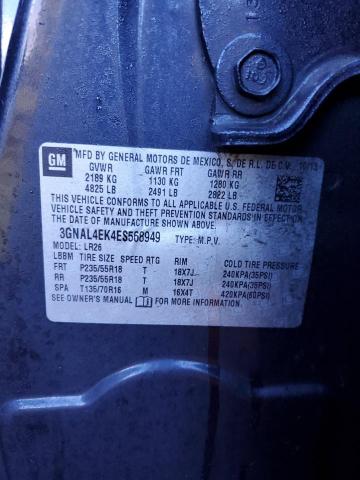 GM
MFD BY GENERAL MOTORS DE MEXICO, S. DE R.L. DE C.V. 10/13
GVWR GAWR FRT GAWR RR
2189 KG 1130 KG 1280 KG
4825 LB 2491 LB 2822 LB
THIS VEHICLE CONFORMS TO ALL APPLICABLE U.S. FEDERAL MOTOR
VEHICLE SAFETY AND THEFT PREVENTION
STANDARDS IN EFFECT ON THE DATE OF MANUFACTURE SHOWN ABOVE.
3GNAL4EK4ES558949 TYPE: M.P.V.
MODEL: LR26
LBBM TIRE SIZE SPEED RTG RIM COLD TIRE PRESSURE
FRT P235/55R18 T 18X7J 240KPA(35PSI)
RR P235/55R18 T 18X7J 240KPA(35PSI)
SPA T135/70R16 M 16X4T 420KPA(60PSI)
SEE OWNER'S MANUAL FOR MORE INFORMATION